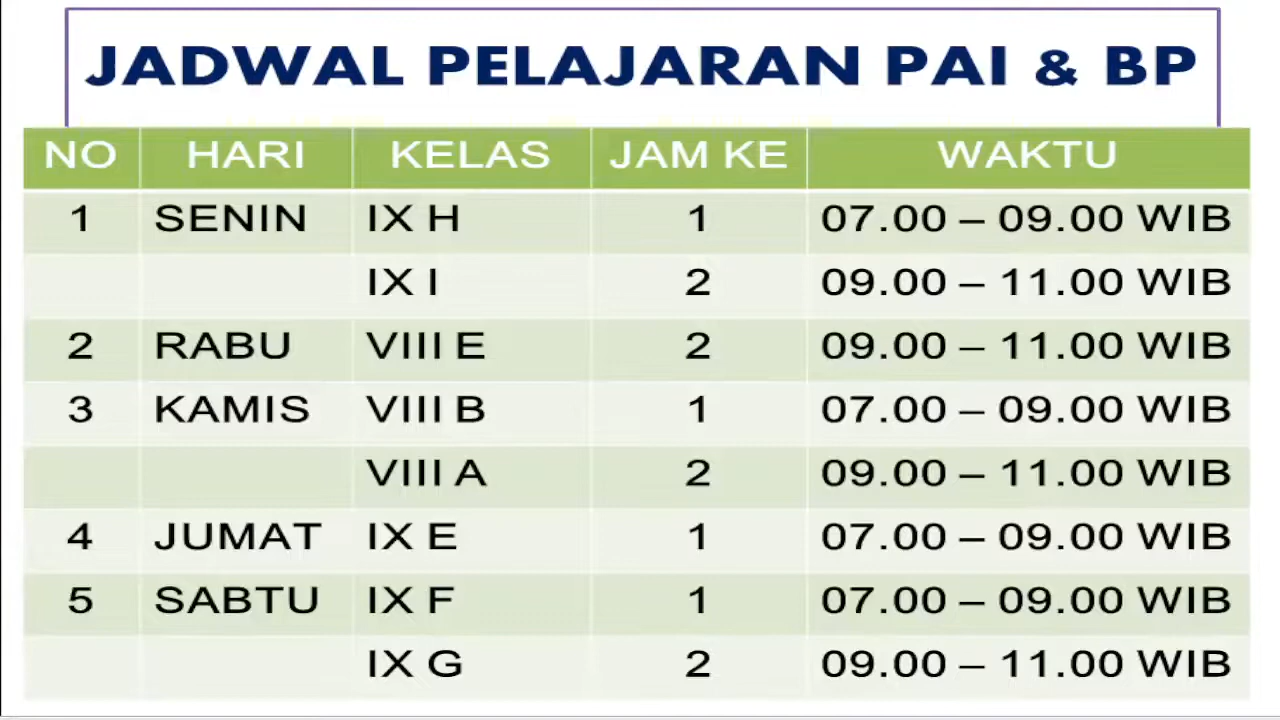 JADWAL PELAJARAN PAI & BP
NO HARI KELAS JAM KE WAKTU
1 SENIN IX H 1 07.00 – 09.00 WIB
IX I 2 09.00 – 11.00 WIB
2 RABU VIII E 2 09.00 – 11.00 WIB
3 KAMIS VIII B 1 07.00 – 09.00 WIB
VIII A 2 09.00 – 11.00 WIB
4 JUMAT IX E 1 07.00 – 09.00 WIB
5 SABTU IX F 1 07.00 – 09.00 WIB
IX G 2 09.00 – 11.00 WIB